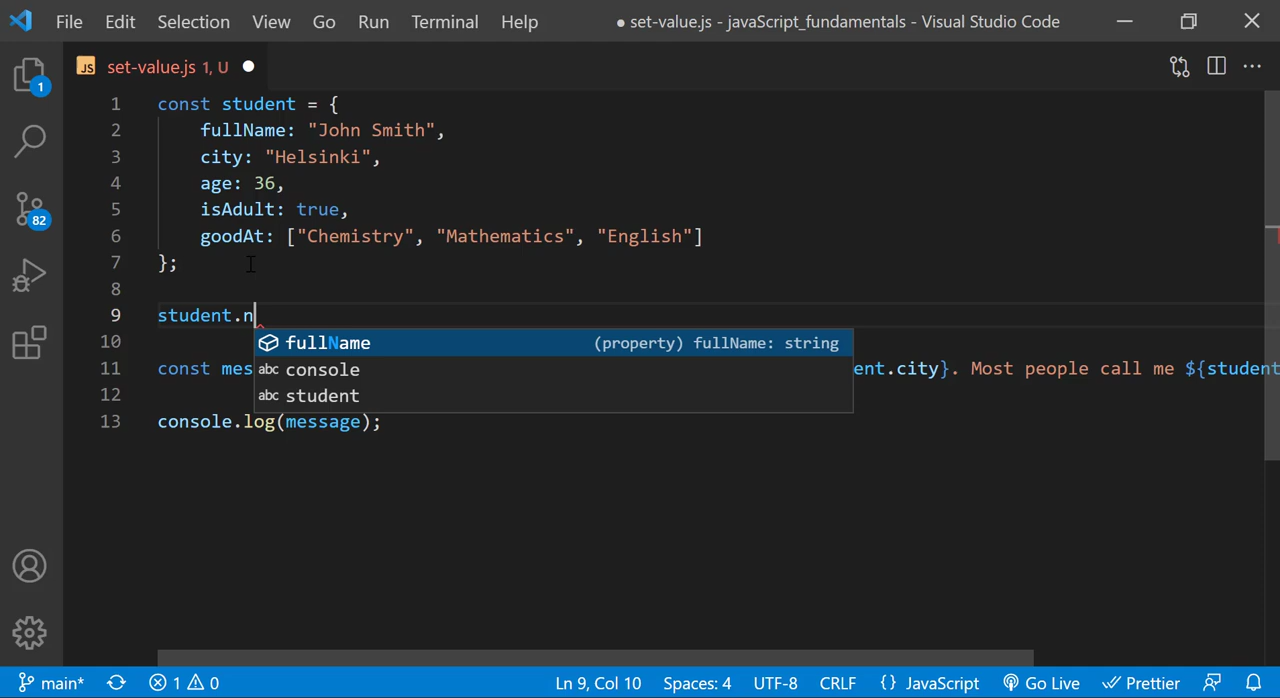 File Edit Selection View Go Run Terminal Help ● set-value.js - javaScript_fundamentals - Visual Studio Code
JS set-value.js 1, U
1
82
1 const student = {
2 fullName: "John Smith",
3 city: "Helsinki",
4 age: 36,
5 isAdult: true,
6 goodAt: ["Chemistry", "Mathematics", "English"]
7 };
8
9 student.n
fullName (property) fullName: string
10
abc console
11 const mes ent.city}. Most people call me ${student
abc student
12
13 console.log(message);
main* 1 0 Ln 9, Col 10 Spaces: 4 UTF-8 CRLF {} JavaScript Go Live Prettier